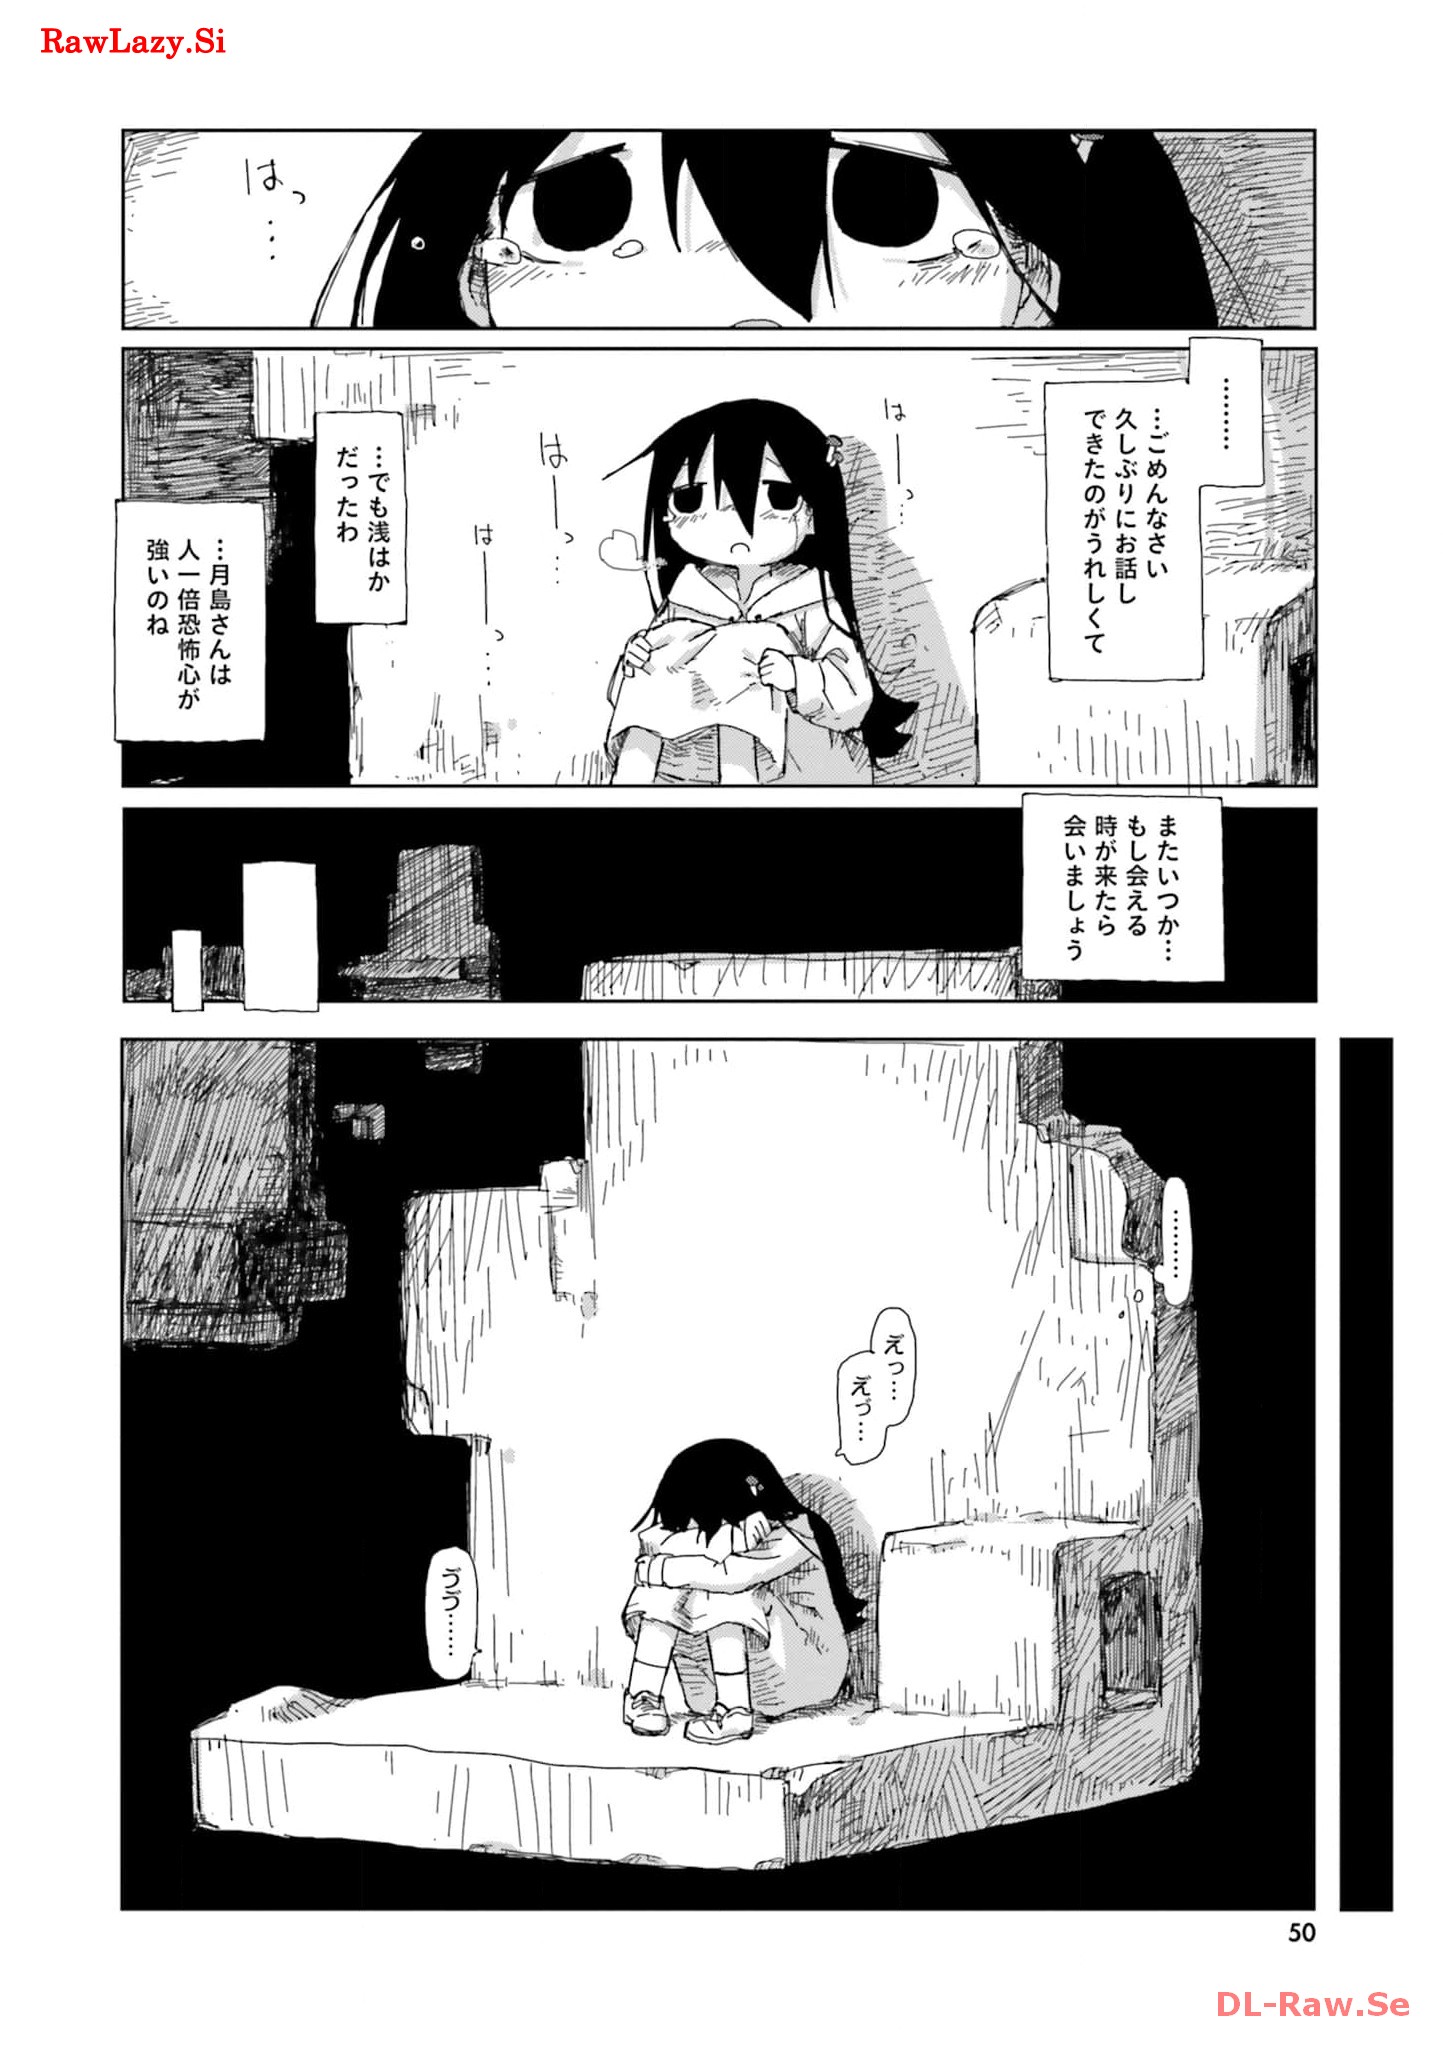 RawLazy.Si
はっ…
…………
…ごめんなさい
久しぶりにお話し
できたのがうれしくて
はーっ…
はーっ…
はーっ…
…でも浅はか
だったわ
…月島さんは
人一倍恐怖心が
強いのね
またいつか…
もし会える
時が来たら
会いましょう
………
え゛っ…
え゛づ…
ゔづ……
50
DL-Raw.Se